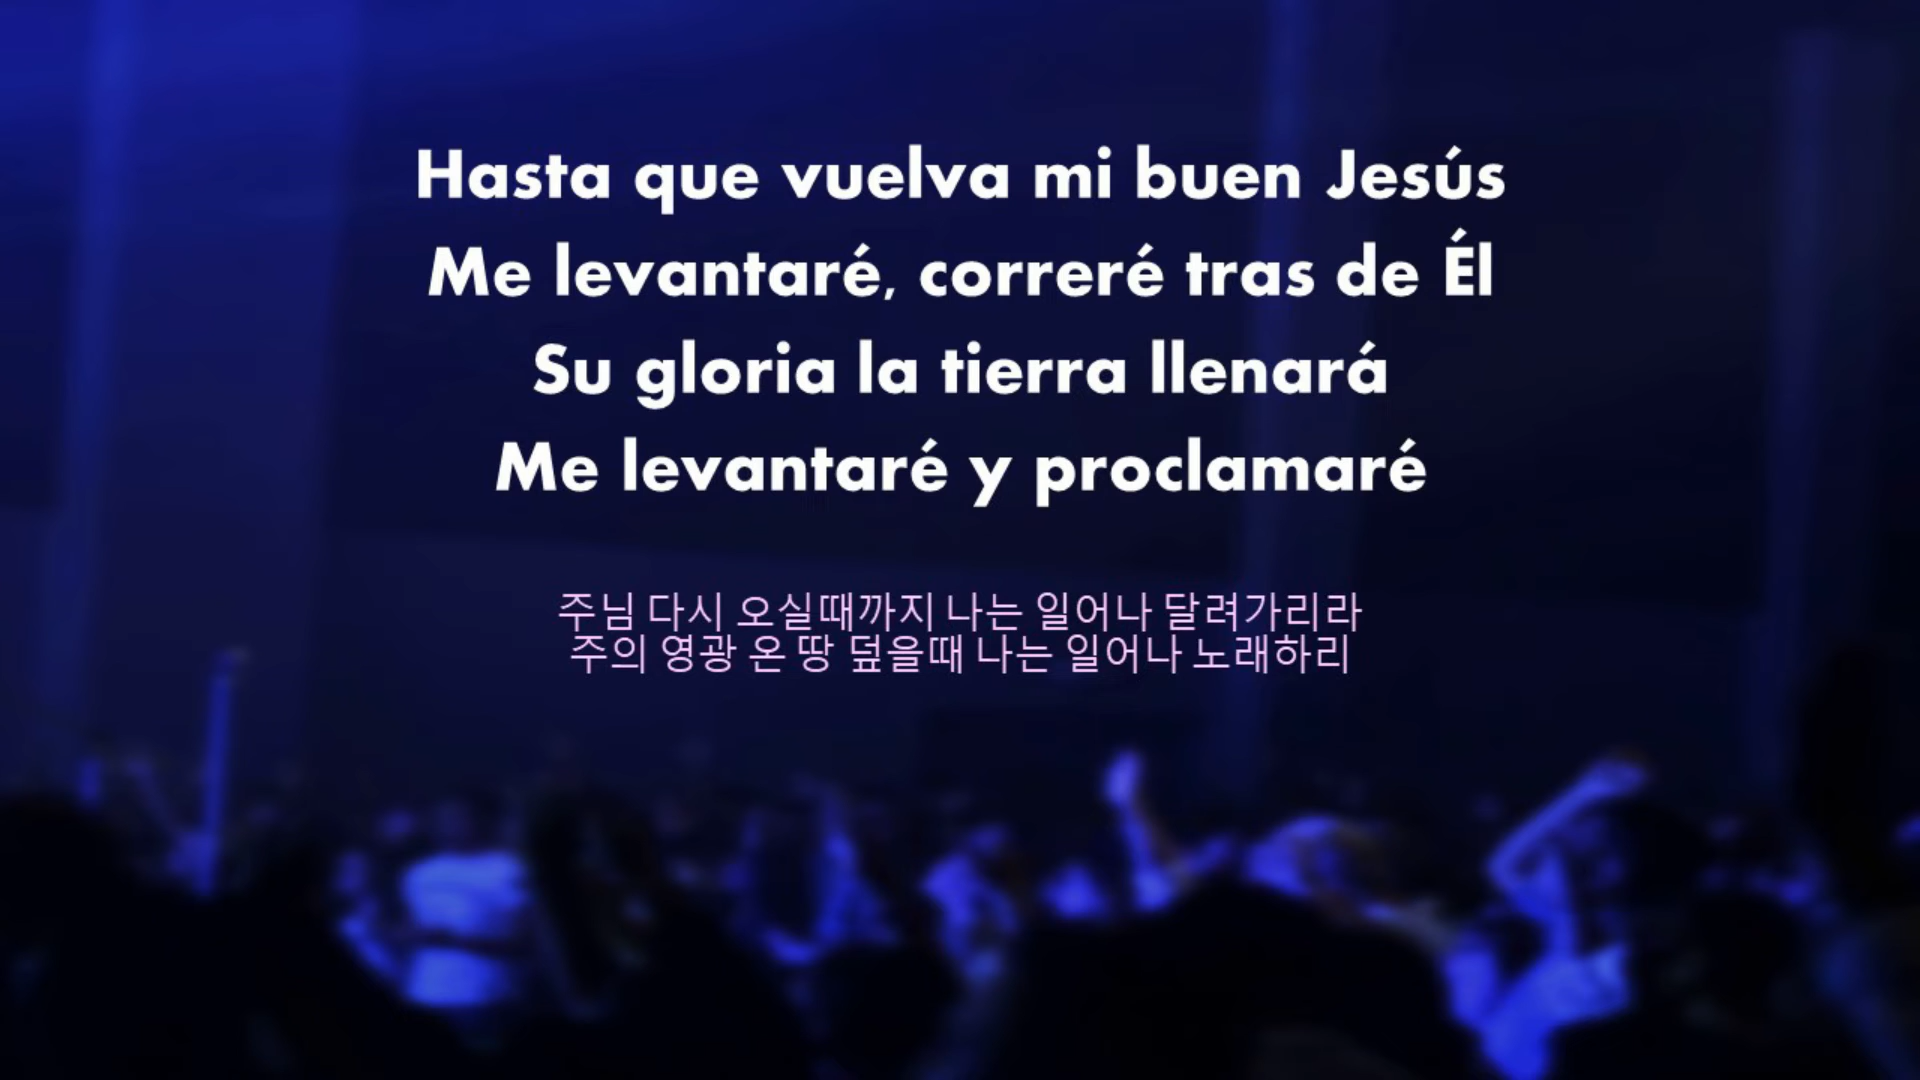 Hasta que vuelva mi buen Jesús
Me levantaré, correré tras de Él
Su gloria la tierra llenará
Me levantaré y proclamaré
주님 다시 오실때까지 나는 일어나 달려가리라
주의 영광 온 땅 덮을때 나는 일어나 노래하리